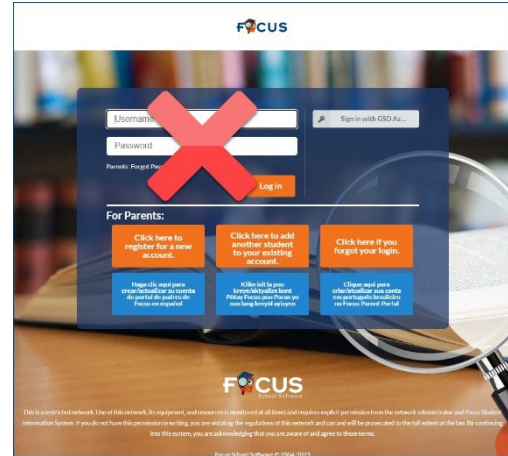 FOCUS
Username
Password
Sign in with GSD Az...
Parents: Forgot
Log In
For Parents:
Click here to
register for a new
account.
Click here to add
another student
to your existing
account.
Click here if you
forgot your login.
Haga clic aquí para
crear/actualizar su cuenta
de portal de padres de
Focus en español
Klike isit la pou
kreye/aktyalize kont
Pòtay Focus pou Paran yo
nan lang kreyòl ayisyen
Clique aqui para
criar/atualizar sua conta
em português brasileiro
no Focus Parent Portal
FOCUS
School Software
This is a restricted network. Use of this network, its equipment, and resources is monitored at all times and requires explicit permission from the network administrator and Focus Student
Information System. If you do not have this permission in writing, you are violating the regulations of this network and can and will be prosecuted to the full extent of the law. By continuing
into this system, you are acknowledging that you are aware of and agree to these terms.
Focus School Software © 2004-2023